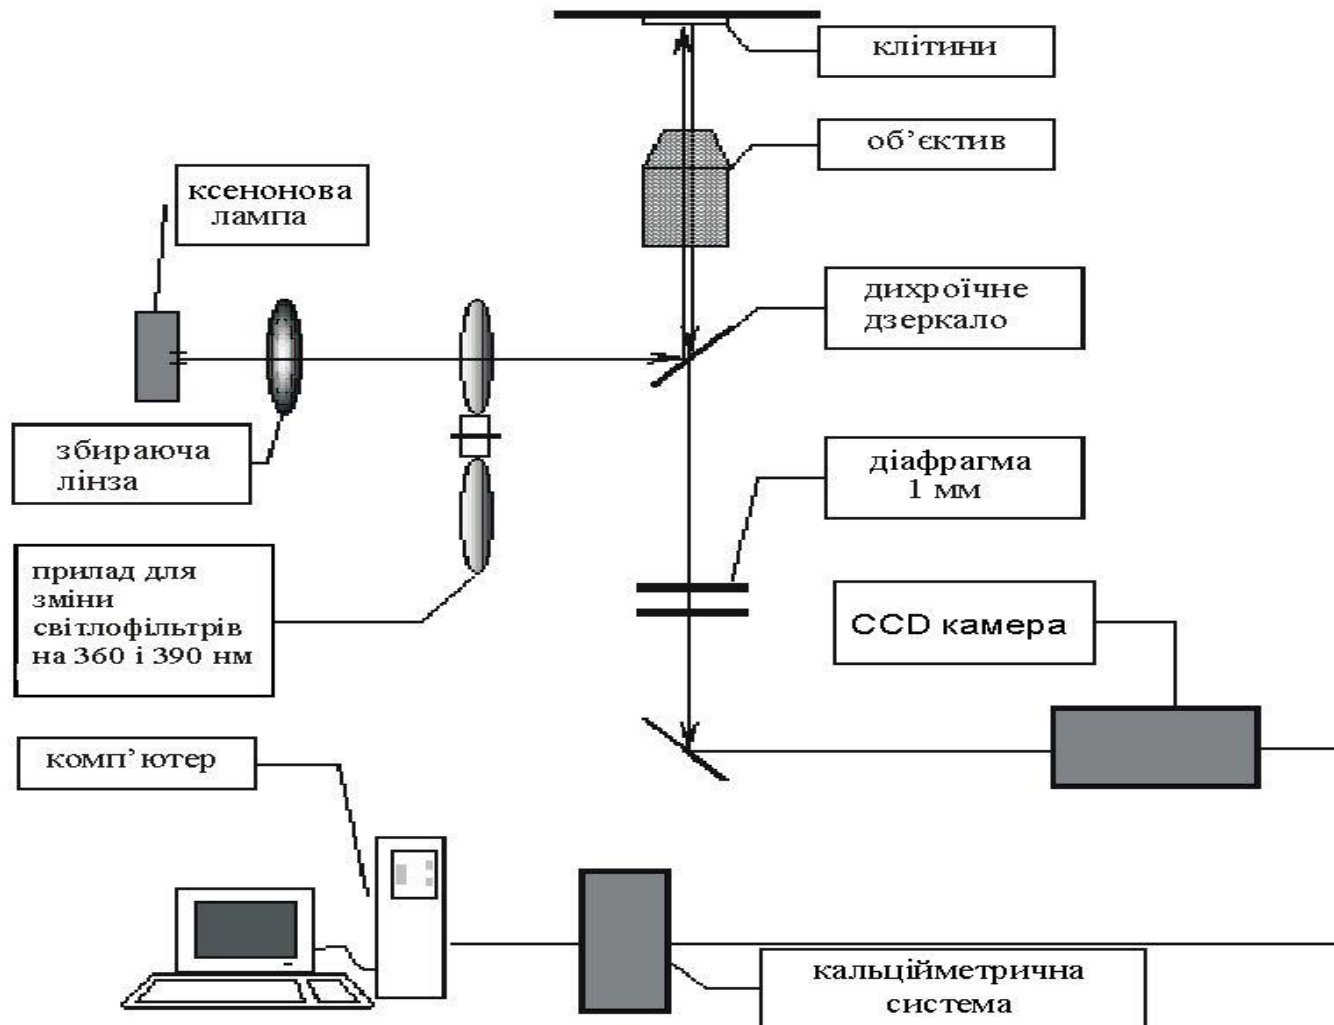 клітини
об’єктив
ксенонова
лампа
дихроїчне
дзеркало
збираюча
лінза
діафрагма
1 мм
прилад для
зміни
світлофільтрів
на 360 і 390 нм
CCD камера
комп’ютер
кальційметрична
система